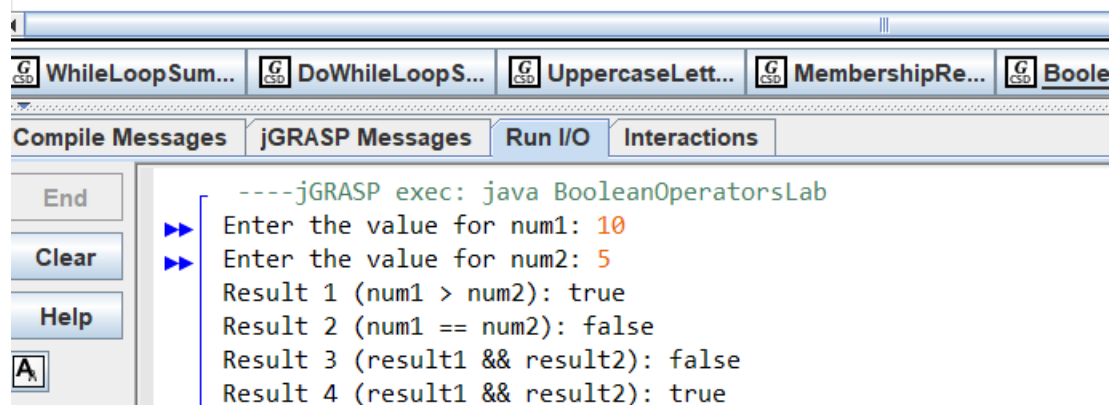 WhileLoopSum... DoWhileLoopS... UppercaseLett... MembershipRe... Boole
Compile Messages jGRASP Messages Run I/O Interactions
End
Clear
Help
----jGRASP exec: java BooleanOperatorsLab
Enter the value for num1: 10
Enter the value for num2: 5
Result 1 (num1 > num2): true
Result 2 (num1 == num2): false
Result 3 (result1 && result2): false
Result 4 (result1 && result2): true